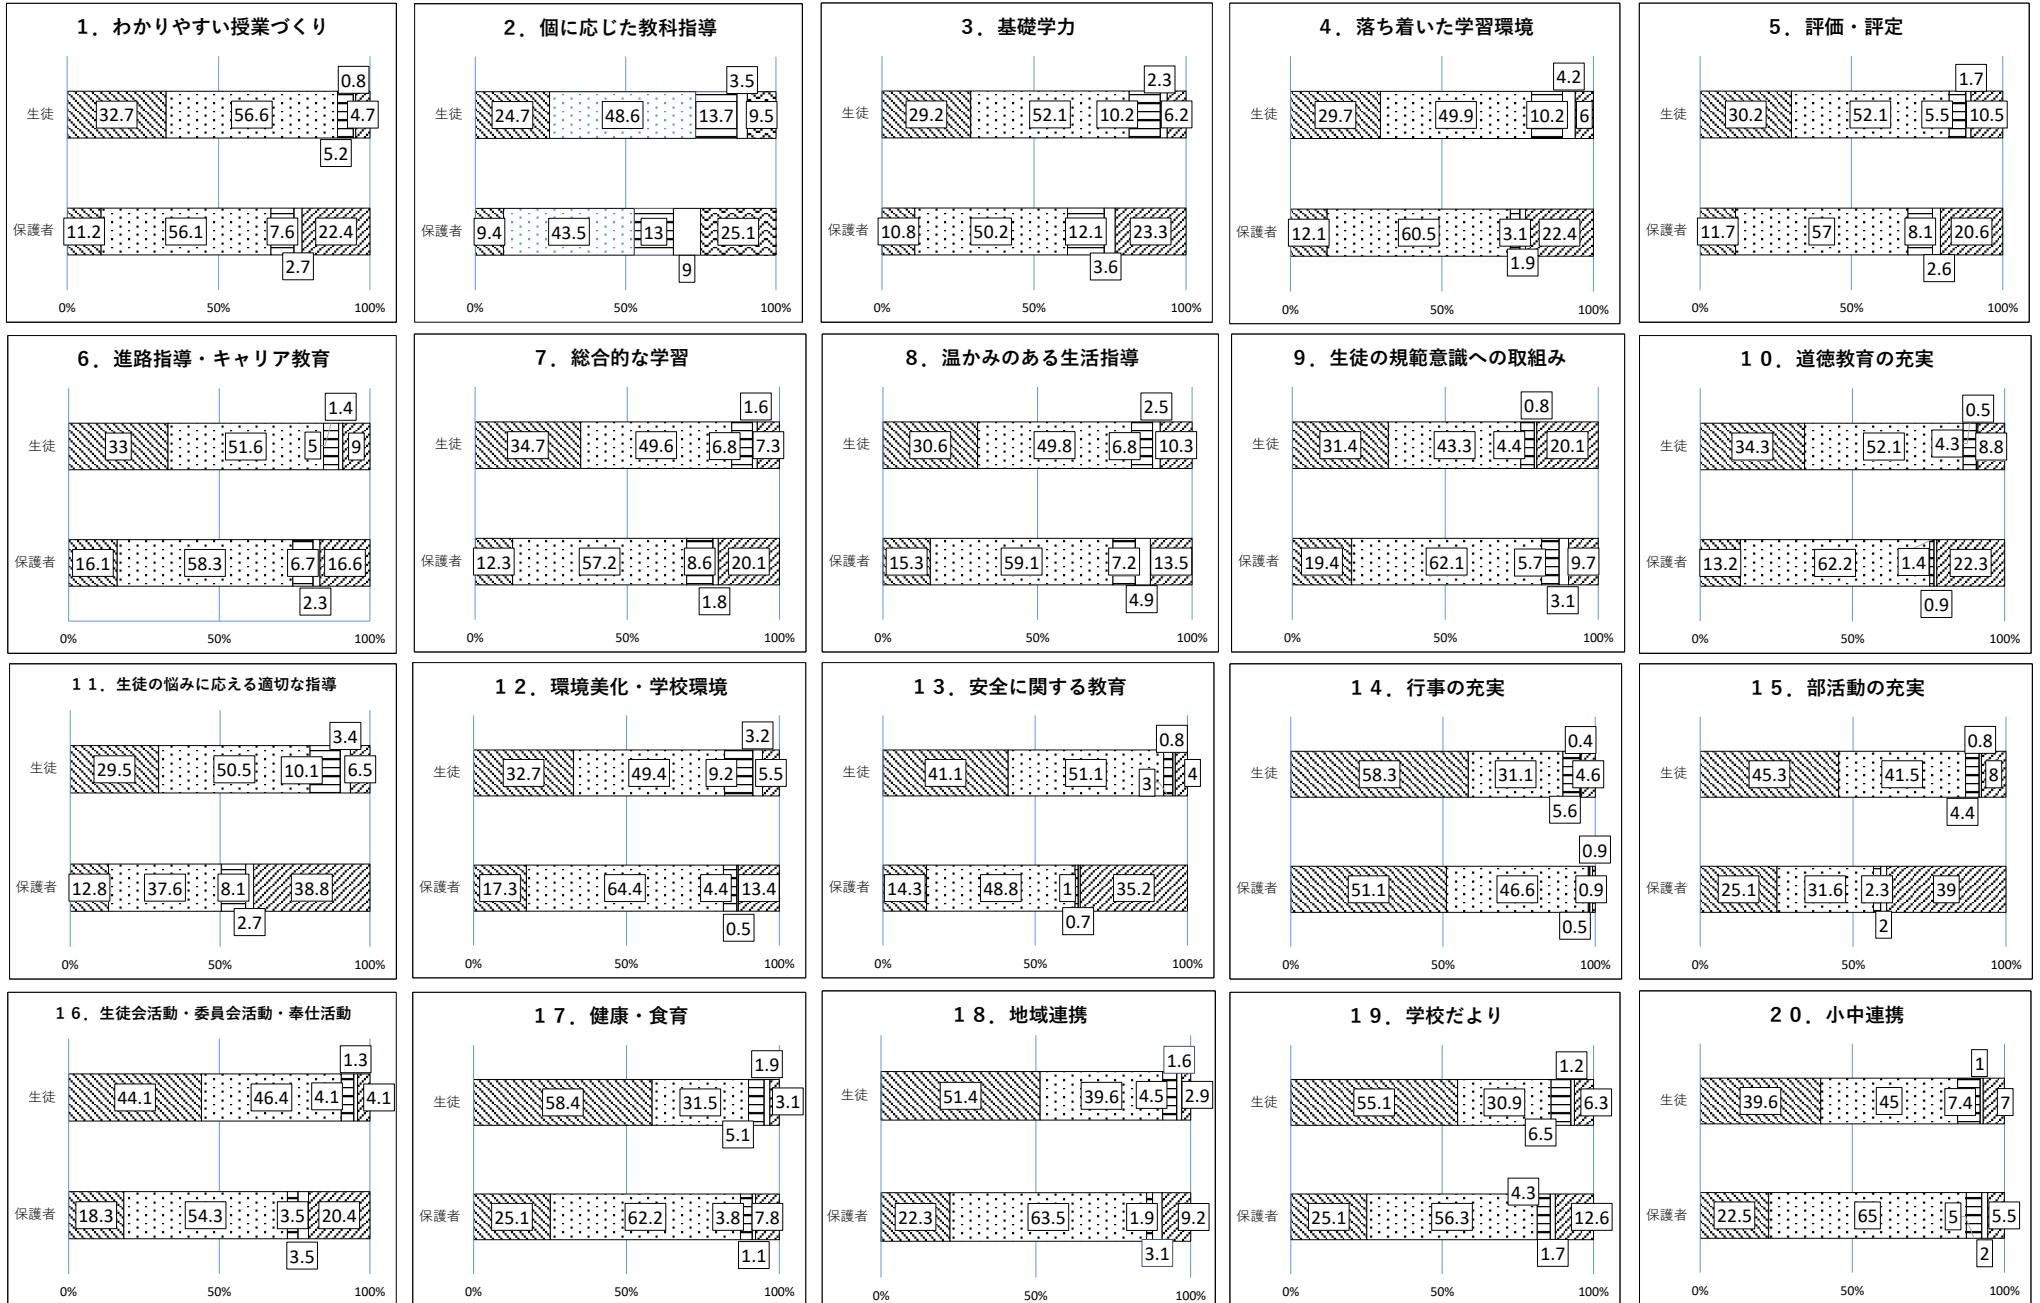 １．わかりやすい授業づくり
0.8
生徒 32.7 56.6 4.7
5.2
保護者 11.2 56.1 7.6 22.4
2.7
0% 50% 100%
２．個に応じた教科指導
3.5
生徒 24.7 48.6 13.7 9.5
保護者 9.4 43.5 13 25.1
9
0% 50% 100%
３．基礎学力
2.3
生徒 29.2 52.1 10.2 6.2
保護者 10.8 50.2 12.1 23.3
3.6
0% 50% 100%
４．落ち着いた学習環境
4.2
生徒 29.7 49.9 10.2 6
保護者 12.1 60.5 3.1 22.4
1.9
0% 50% 100%
５．評価・評定
1.7
生徒 30.2 52.1 5.5 10.5
保護者 11.7 57 8.1 20.6
2.6
0% 50% 100%
６．進路指導・キャリア教育
1.4
生徒 33 51.6 5 9
保護者 16.1 58.3 6.7 16.6
2.3
0% 50% 100%
７．総合的な学習
1.6
生徒 34.7 49.6 6.8 7.3
保護者 12.3 57.2 8.6 20.1
1.8
0% 50% 100%
８．温かみのある生活指導
2.5
生徒 30.6 49.8 6.8 10.3
保護者 15.3 59.1 7.2 13.5
4.9
0% 50% 100%
９．生徒の規範意識への取組み
0.8
生徒 31.4 43.3 4.4 20.1
保護者 19.4 62.1 5.7 9.7
3.1
0% 50% 100%
１０．道徳教育の充実
0.5
生徒 34.3 52.1 4.3 8.8
保護者 13.2 62.2 1.4 22.3
0.9
0% 50% 100%
１１．生徒の悩みに応える適切な指導
3.4
生徒 29.5 50.5 10.1 6.5
保護者 12.8 37.6 8.1 38.8
2.7
0% 50% 100%
１２．環境美化・学校環境
3.2
生徒 32.7 49.4 9.2 5.5
保護者 17.3 64.4 4.4 13.4
0.5
0% 50% 100%
１３．安全に関する教育
0.8
生徒 41.1 51.1 3 4
保護者 14.3 48.8 1 35.2
0.7
0% 50% 100%
１４．行事の充実
0.4
生徒 58.3 31.1 4.6
5.6
0.9
保護者 51.1 46.6 0.9
0.5
0% 50% 100%
１５．部活動の充実
0.8
生徒 45.3 41.5 8
4.4
保護者 25.1 31.6 2.3 39
2
0% 50% 100%
１６．生徒会活動・委員会活動・奉仕活動
1.3
生徒 44.1 46.4 4.1 4.1
保護者 18.3 54.3 3.5 20.4
3.5
0% 50% 100%
１７．健康・食育
1.9
生徒 58.4 31.5 3.1
5.1
保護者 25.1 62.2 3.8 7.8
1.1
0% 50% 100%
１８．地域連携
1.6
生徒 51.4 39.6 4.5 2.9
保護者 22.3 63.5 1.9 9.2
3.1
0% 50% 100%
１９．学校だより
1.2
生徒 55.1 30.9 6.3
6.5
4.3
保護者 25.1 56.3 12.6
1.7
0% 50% 100%
２０．小中連携
1
生徒 39.6 45 7.4 7
保護者 22.5 65 5 5.5
2
0% 50% 100%